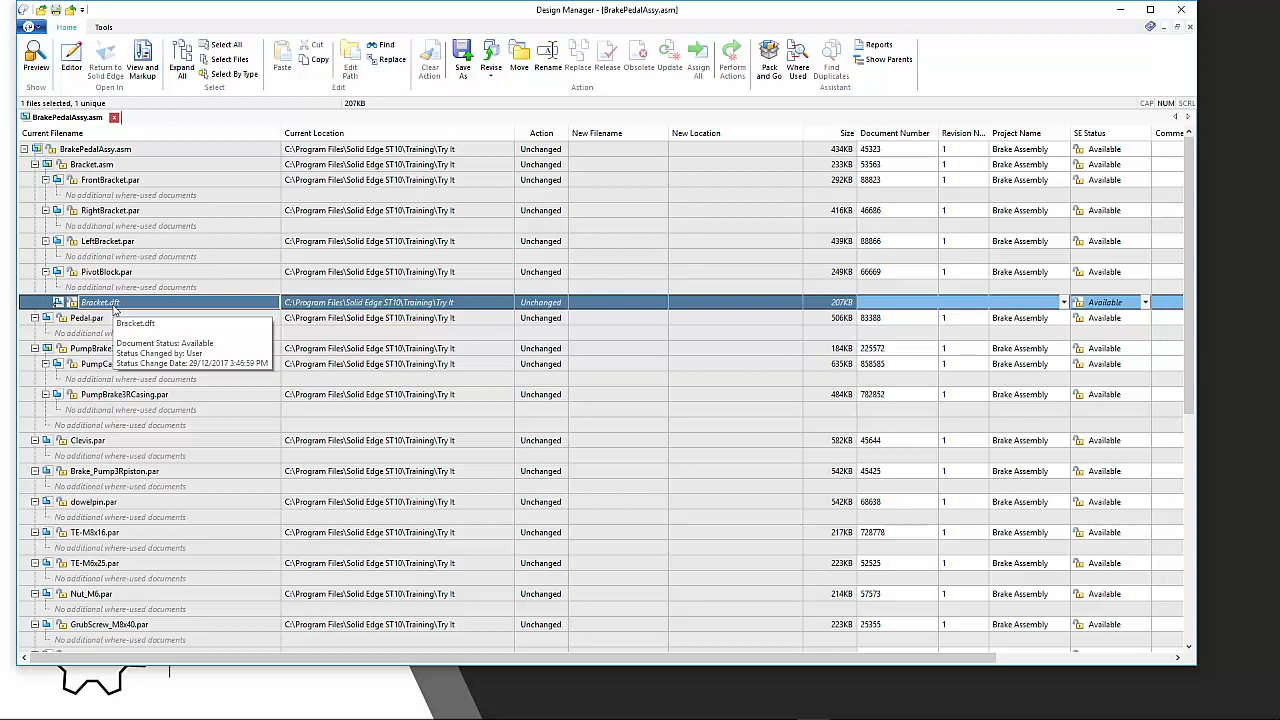 Design Manager - [BrakePedalAssy.asm]
Home Tools
Preview Editor Return to Solid Edge View and Markup Expand All Select All Select Files Select By Type Paste Cut Copy Edit Path Find Replace Clear Action Save As Revise Move Rename Replace Release Obsolete Update Assign All Perform Actions Pack and Go Where Used Find Duplicates Reports Show Parents
Show Open In Select Edit Action Assistant
1 files selected, 1 unique 207KB CAP NUM SCRL
BrakePedalAssy.asm
Current Filename Current Location Action New Filename New Location Size Document Number Revision N... Project Name SE Status Comme
BrakePedalAssy.asm C:\Program Files\Solid Edge ST10\Training\Try It Unchanged 434KB 45323 1 Brake Assembly Available
Bracket.asm C:\Program Files\Solid Edge ST10\Training\Try It Unchanged 233KB 53563 1 Brake Assembly Available
FrontBracket.par C:\Program Files\Solid Edge ST10\Training\Try It Unchanged 292KB 88823 1 Brake Assembly Available
No additional where-used documents
RightBracket.par C:\Program Files\Solid Edge ST10\Training\Try It Unchanged 416KB 46686 1 Brake Assembly Available
No additional where-used documents
LeftBracket.par C:\Program Files\Solid Edge ST10\Training\Try It Unchanged 439KB 88866 1 Brake Assembly Available
No additional where-used documents
PivotBlock.par C:\Program Files\Solid Edge ST10\Training\Try It Unchanged 249KB 66669 1 Brake Assembly Available
No additional where-used documents
Bracket.dft C:\Program Files\Solid Edge ST10\Training\Try It Unchanged 207KB Available
Pedal.par C:\Program Files\Solid Edge ST10\Training\Try It Unchanged 506KB 83388 1 Brake Assembly Available
No additional wh
Bracket.dft
Document Status: Available
Status Changed by: User
Status Change Date: 29/12/2017 3:46:59 PM
PumpBrake C:\Program Files\Solid Edge ST10\Training\Try It Unchanged 184KB 225572 1 Brake Assembly Available
PumpCa C:\Program Files\Solid Edge ST10\Training\Try It Unchanged 635KB 858585 1 Brake Assembly Available
No additional where-used documents
PumpBrake3RCasing.par C:\Program Files\Solid Edge ST10\Training\Try It Unchanged 484KB 782852 1 Brake Assembly Available
No additional where-used documents
No additional where-used documents
Clevis.par C:\Program Files\Solid Edge ST10\Training\Try It Unchanged 582KB 45644 1 Brake Assembly Available
No additional where-used documents
Brake_Pump3Rpiston.par C:\Program Files\Solid Edge ST10\Training\Try It Unchanged 542KB 45425 1 Brake Assembly Available
No additional where-used documents
dowelpin.par C:\Program Files\Solid Edge ST10\Training\Try It Unchanged 542KB 68638 1 Brake Assembly Available
No additional where-used documents
TE-M8x16.par C:\Program Files\Solid Edge ST10\Training\Try It Unchanged 217KB 728778 1 Brake Assembly Available
No additional where-used documents
TE-M6x25.par C:\Program Files\Solid Edge ST10\Training\Try It Unchanged 223KB 52525 1 Brake Assembly Available
No additional where-used documents
Nut_M6.par C:\Program Files\Solid Edge ST10\Training\Try It Unchanged 214KB 57573 1 Brake Assembly Available
No additional where-used documents
GrubScrew_M8x40.par C:\Program Files\Solid Edge ST10\Training\Try It Unchanged 223KB 25355 1 Brake Assembly Available
No additional where-used documents